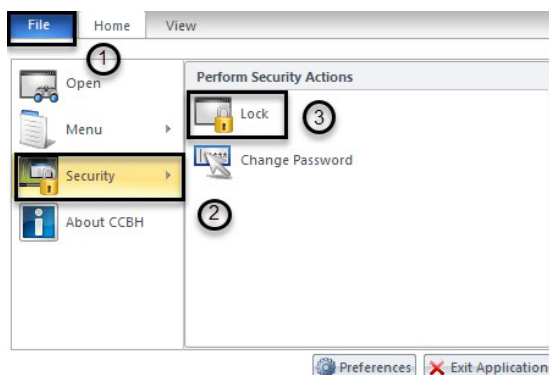 File Home View
1
Open
Menu
Security
About CCBH
Perform Security Actions
Lock
3
Change Password
2
Preferences Exit Application